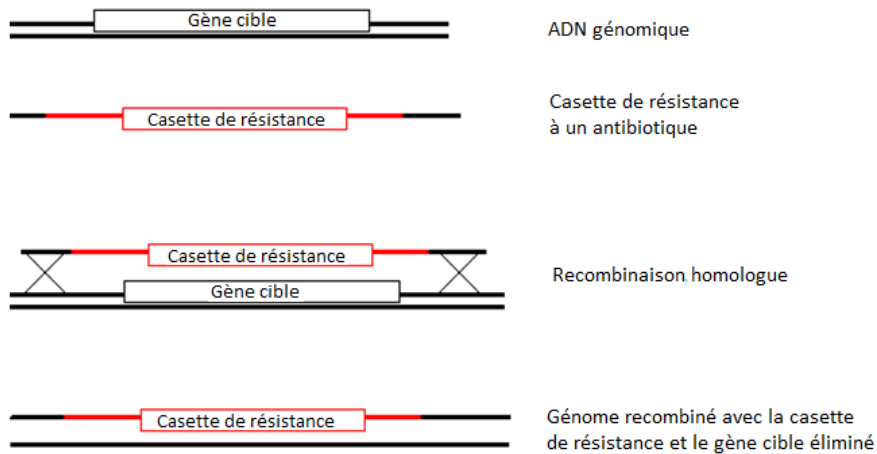 Gène cible
ADN génomique
Casette de résistance
Casette de résistance
à un antibiotique
Casette de résistance
Gène cible
Recombinaison homologue
Casette de résistance
Génome recombiné avec la casette
de résistance et le gène cible éliminé